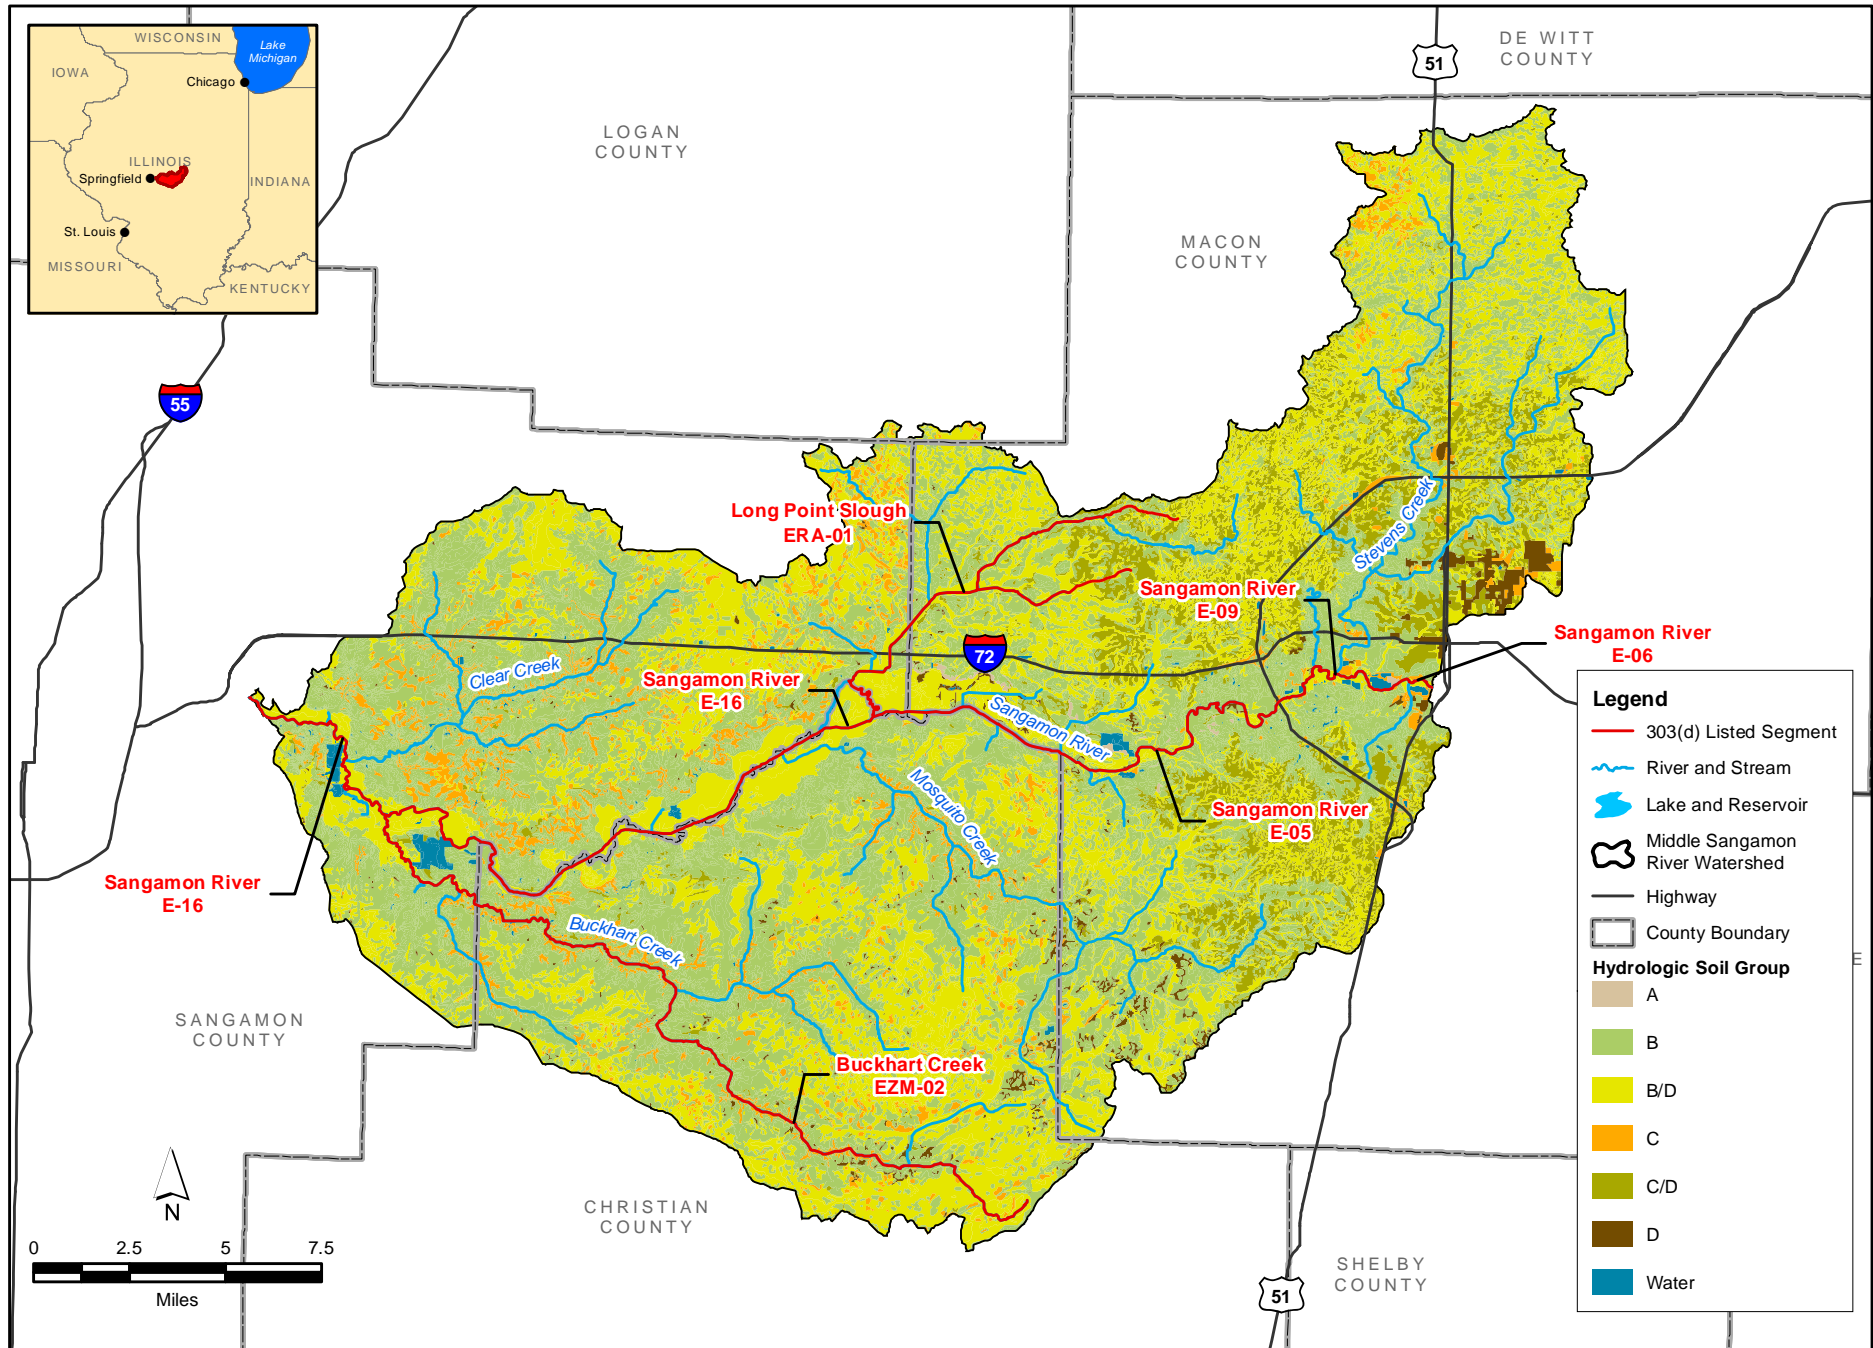 WISCONSIN
Lake
Michigan
IOWA
Chicago
ILLINOIS
Springfield
INDIANA
St. Louis
MISSOURI
KENTUCKY
DE WITT
COUNTY
51
LOGAN
COUNTY
MACON
COUNTY
55
Long Point Slough
ERA-01
Stevens Creek
Sangamon River
E-09
Sangamon River
E-06
72
Clear Creek
Sangamon River
E-16
Sangamon River
Mosquito Creek
Sangamon River
E-05
Sangamon River
E-16
Buckhart Creek
SANGAMON
COUNTY
Buckhart Creek
EZM-02
CHRISTIAN
COUNTY
SHELBY
COUNTY
51
N
0 2.5 5 7.5
Miles
Legend
303(d) Listed Segment
River and Stream
Lake and Reservoir
Middle Sangamon
River Watershed
Highway
County Boundary
E
Hydrologic Soil Group
A
B
B/D
C
C/D
D
Water